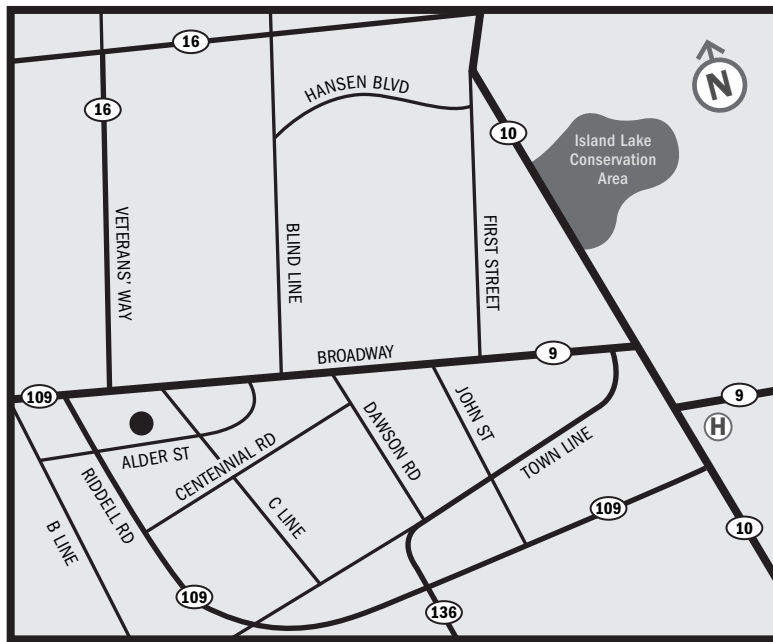 16
16
HANSEN BLVD
N
10
Island Lake
Conservation
Area
VETERANS' WAY
BLIND LINE
FIRST STREET
BROADWAY
9
109
9
H
ALDER ST
CENTENNIAL RD
DAWSON RD
JOHN ST
TOWN LINE
RIDDELL RD
B LINE
C LINE
109
10
109
136